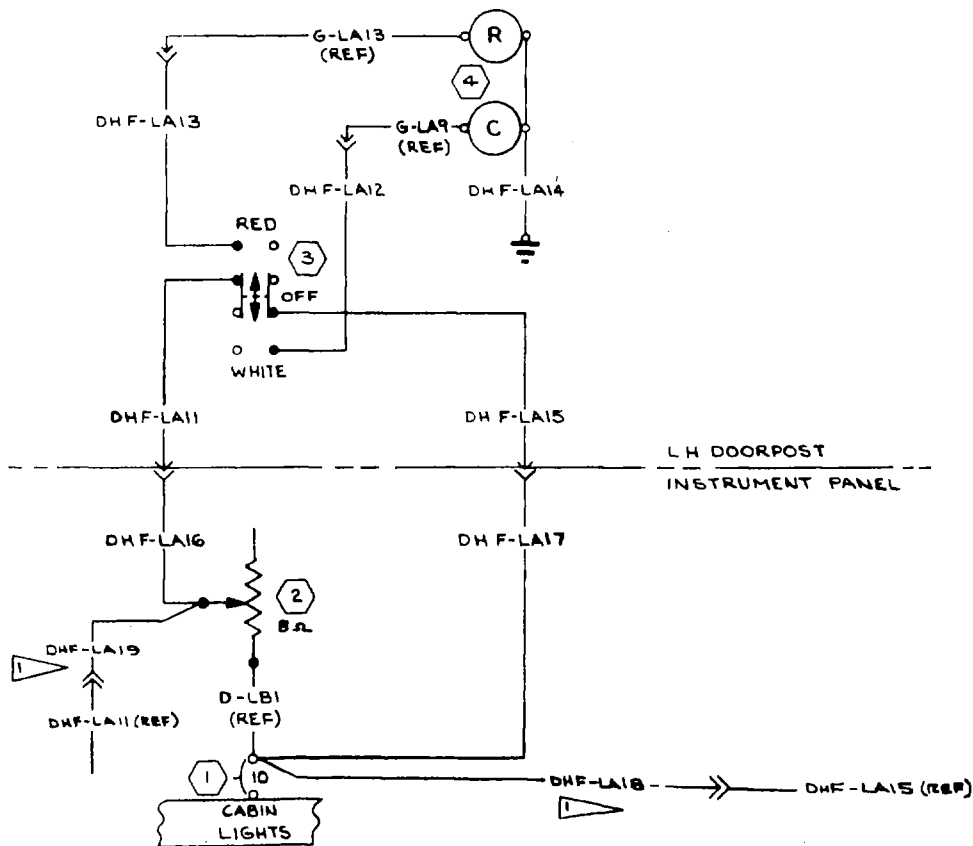 G-LA13
(REF)
R
4
DHF-LA13
G-LA9
(REF)
C
DHF-LA12
DHF-LA14
RED
3
OFF
WHITE
DHF-LA11
DHF-LA15
LH DOORPOST
INSTRUMENT PANEL
DHF-LA16
DHF-LA17
2
8Ω
DHF-LA19
1
D-LB1
(REF)
DHF-LA11 (REF)
1
10
DHF-LA18
DHF-LA15 (REF)
1
CABIN
LIGHTS